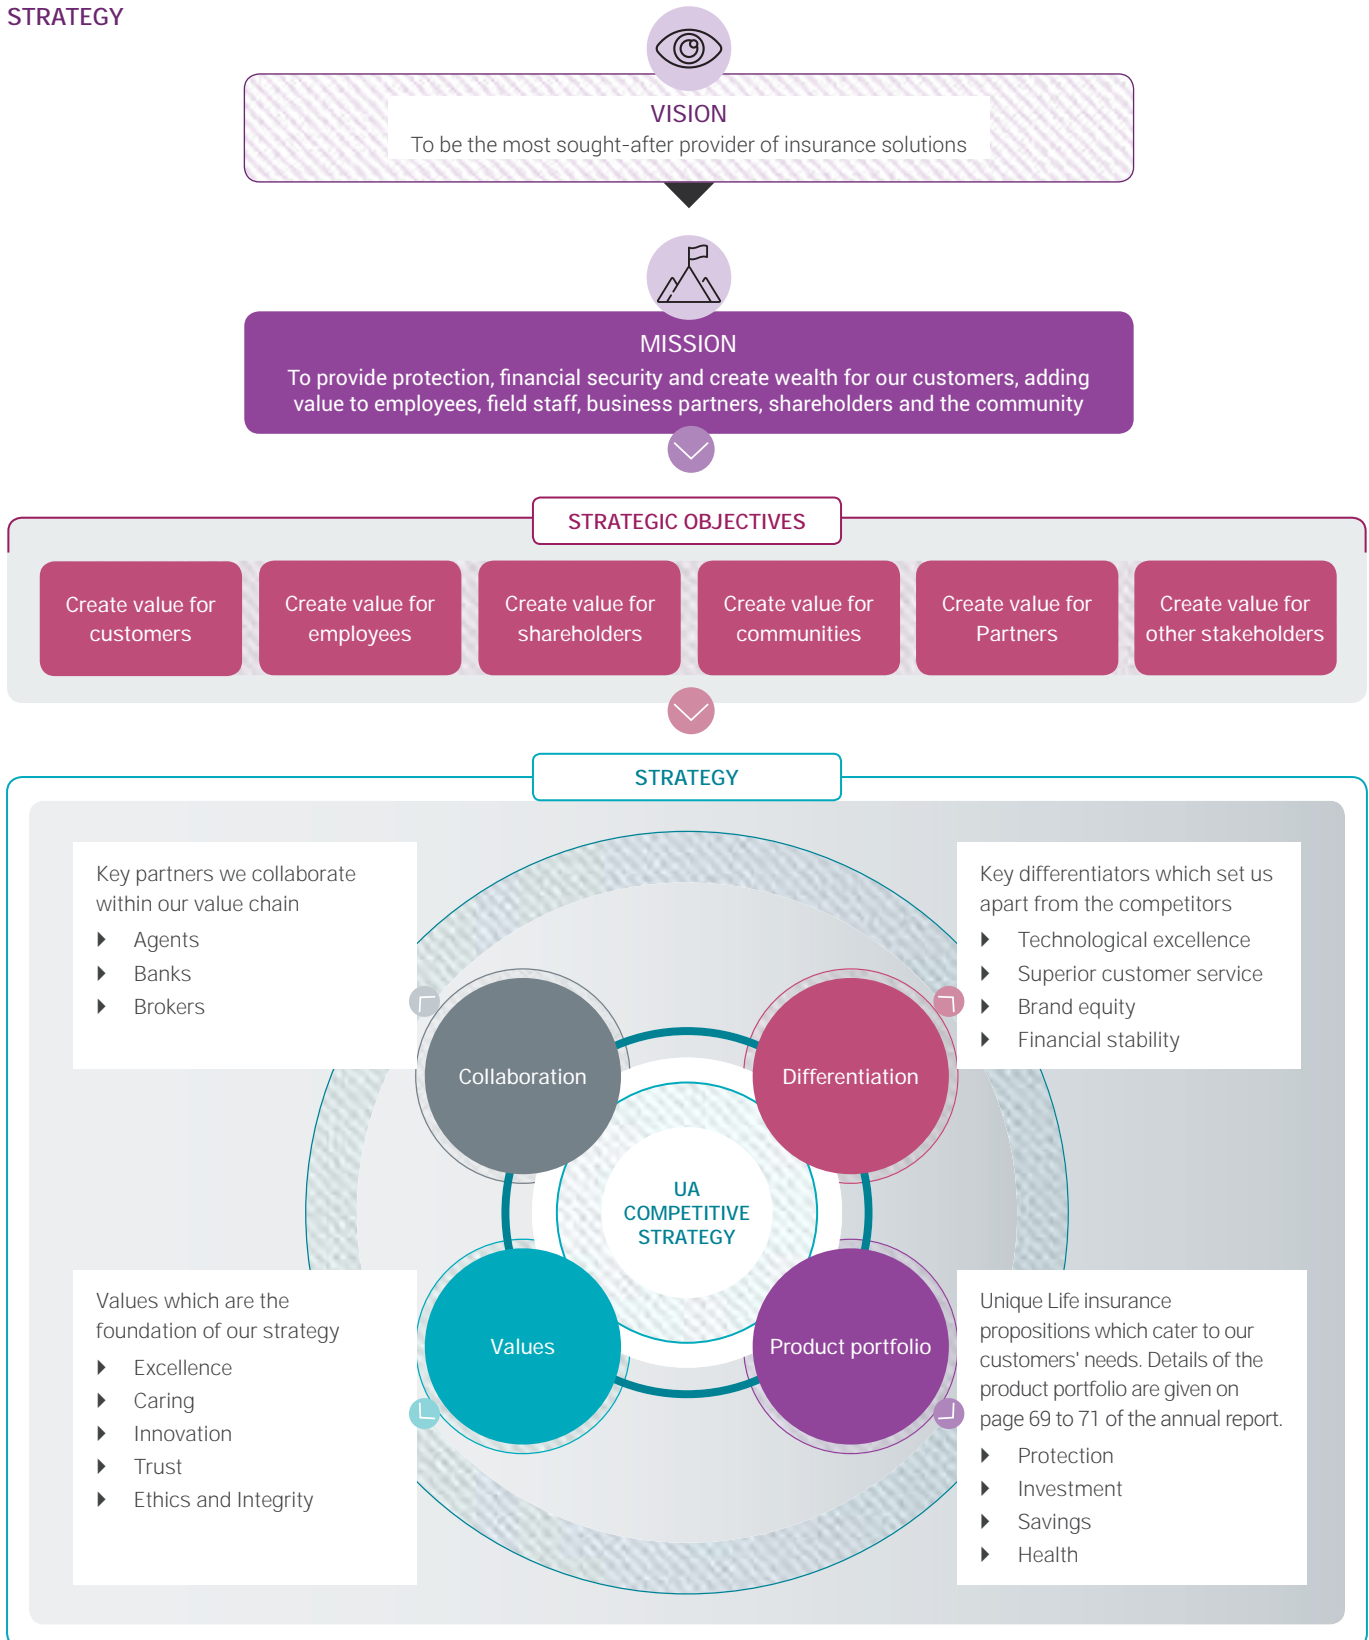 STRATEGY
VISION
To be the most sought-after provider of insurance solutions
MISSION
To provide protection, financial security and create wealth for our customers, adding
value to employees, field staff, business partners, shareholders and the community
STRATEGIC OBJECTIVES
Create value for
customers
Create value for
employees
Create value for
shareholders
Create value for
communities
Create value for
Partners
Create value for
other stakeholders
STRATEGY
Key partners we collaborate
within our value chain
Agents
Banks
Brokers
Key differentiators which set us
apart from the competitors
Technological excellence
Superior customer service
Brand equity
Financial stability
Collaboration
Differentiation
UA
COMPETITIVE
STRATEGY
Values
Product portfolio
Values which are the
foundation of our strategy
Excellence
Caring
Innovation
Trust
Ethics and Integrity
Unique Life insurance
propositions which cater to our
customers' needs. Details of the
product portfolio are given on
page 69 to 71 of the annual report.
Protection
Investment
Savings
Health